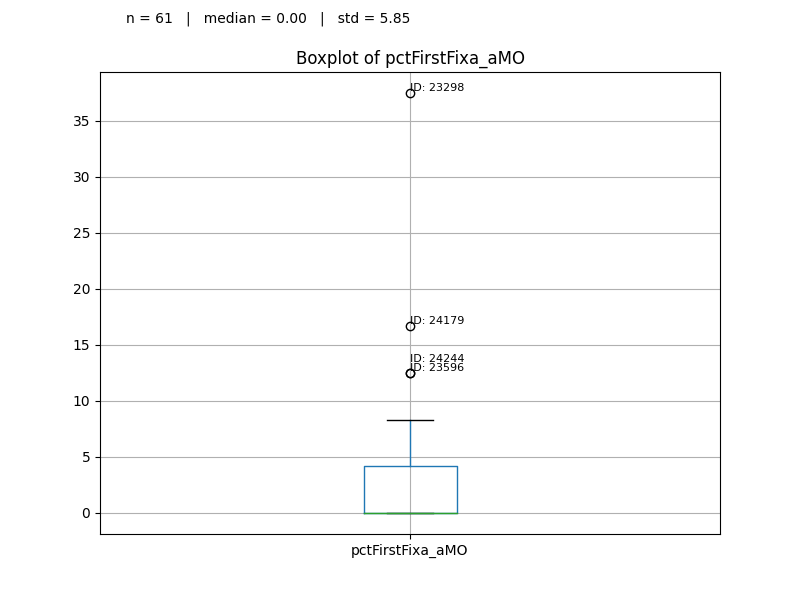 n = 61   |   median = 0.00   |   std = 5.85
Boxplot of pctFirstFixa_aMO
ID: 23298
35
30
25
20
ID: 24179
15
ID: 24244
ID: 23596
10
5
0
pctFirstFixa_aMO